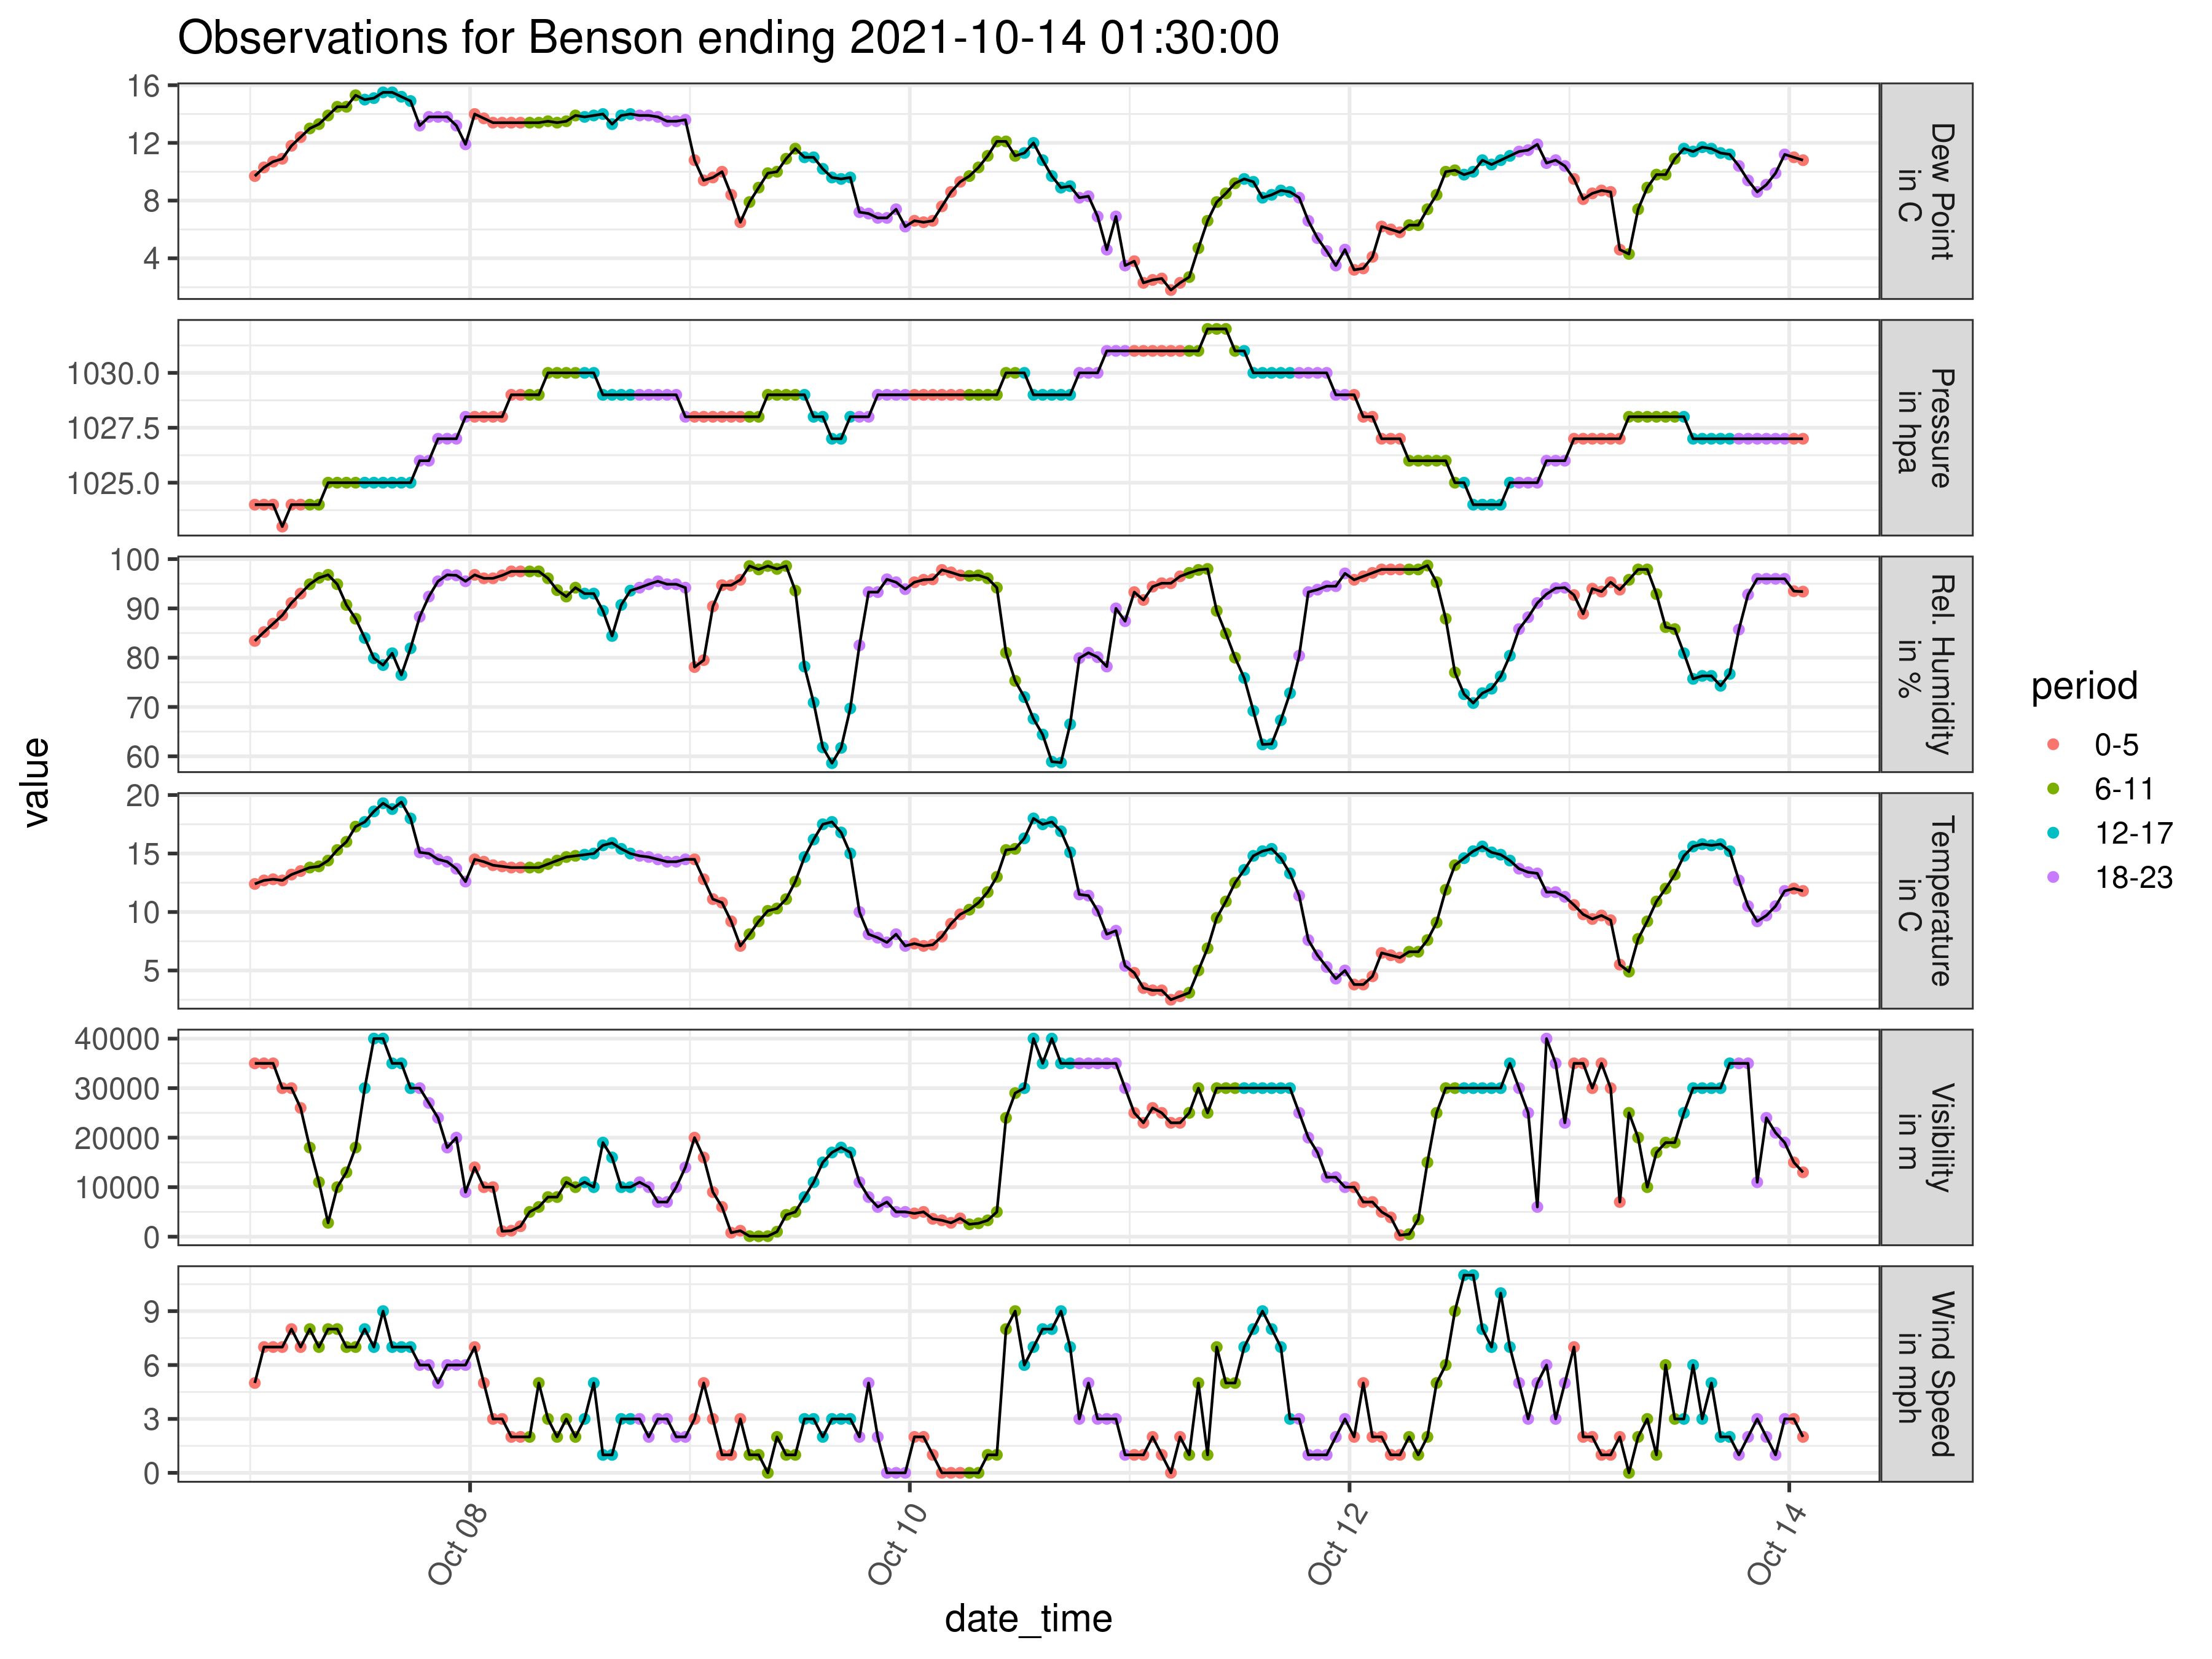 Observations for Benson ending 2021-10-14 01:30:00
value
16
12
8
4
Dew Point
in C
1030.0
1027.5
1025.0
Pressure
in hpa
100
90
80
70
60
Rel. Humidity
in %
20
15
10
5
Temperature
in C
40000
30000
20000
10000
0
Visibility
in m
9
6
3
0
Wind Speed
in mph
Oct 08
Oct 10
Oct 12
Oct 14
date_time
period
0-5
6-11
12-17
18-23